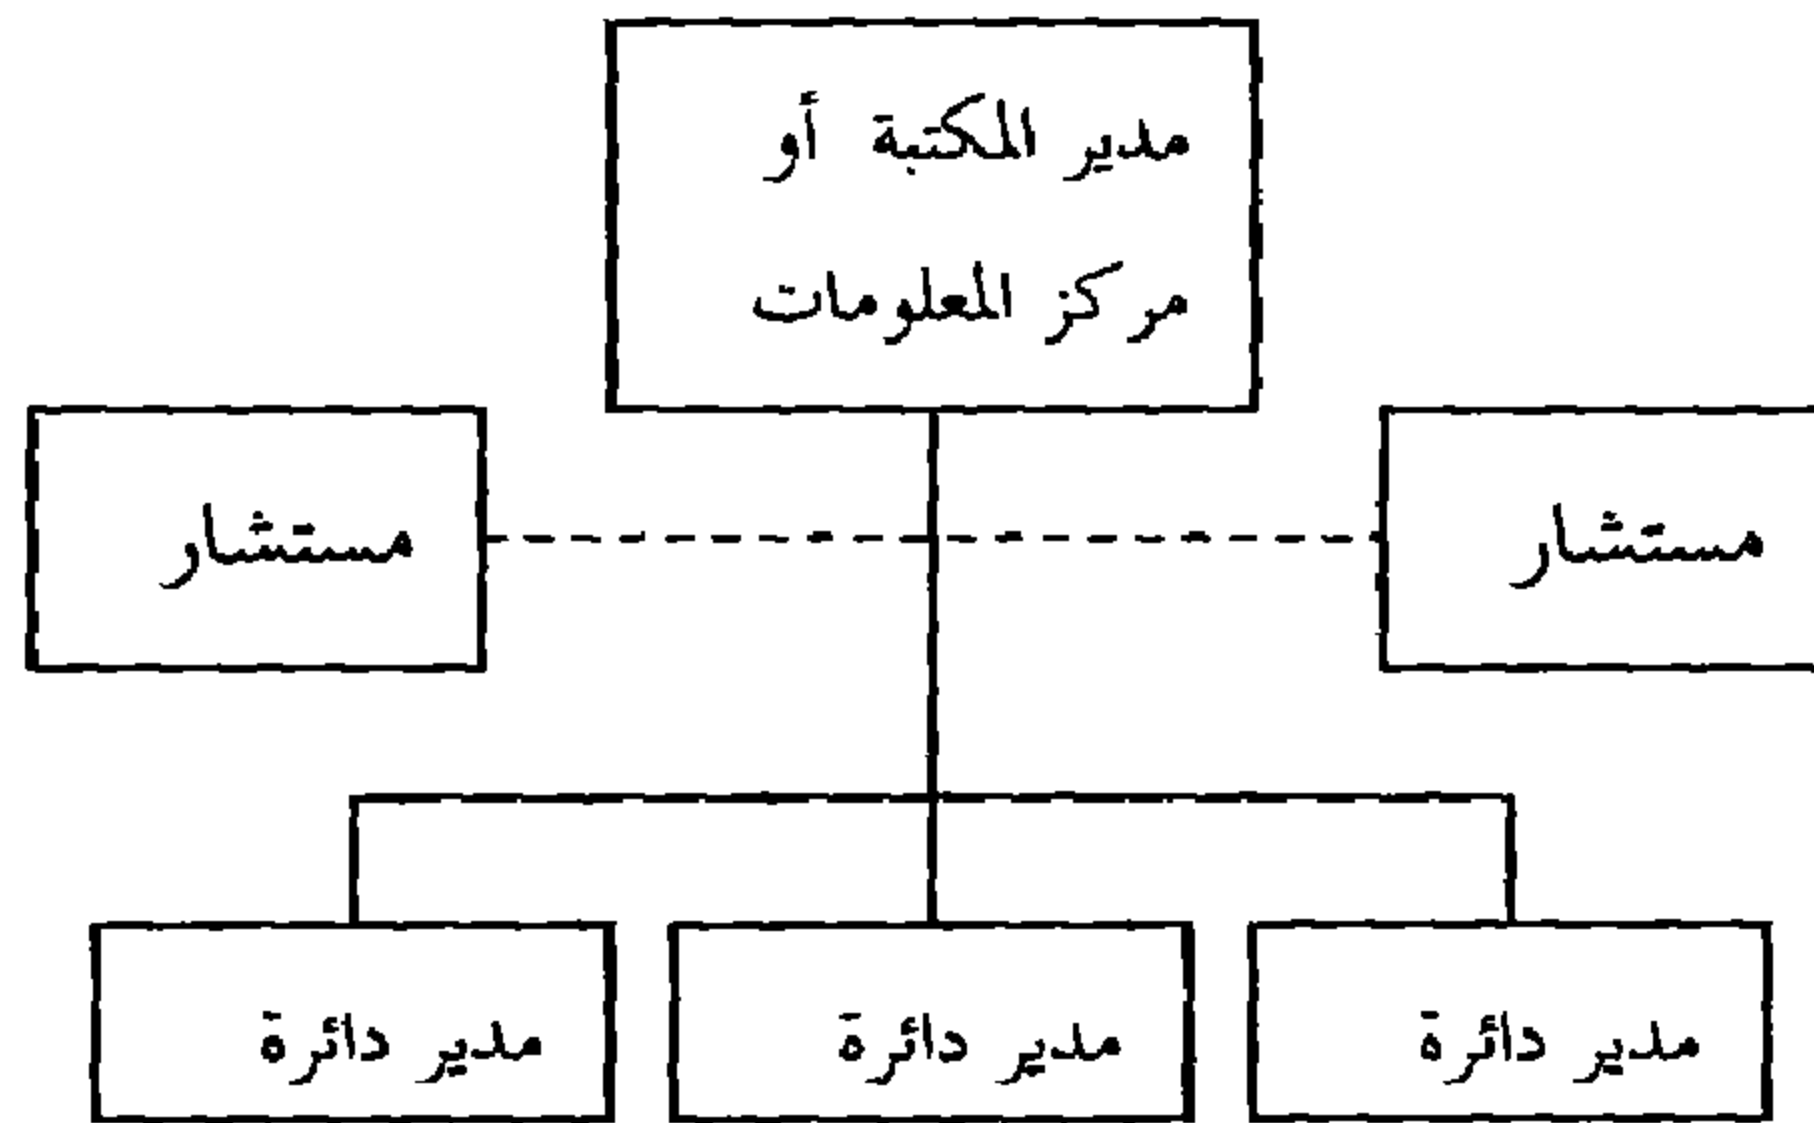 مدير المكتبة أو
مركز المعلومات
مستشار
مستشار
مدير دائرة
مدير دائرة
مدير دائرة